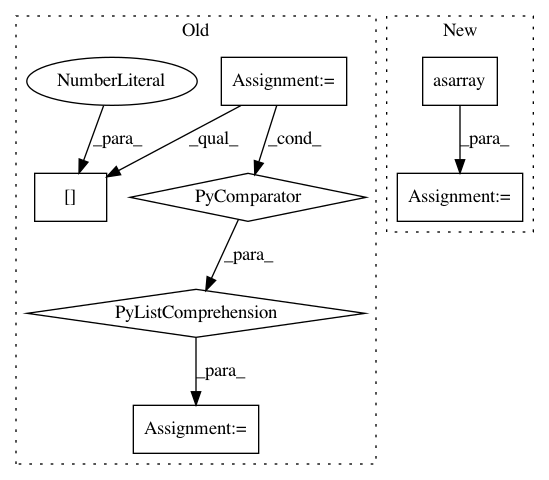 Old
New
NumberLiteral
Assignment:=
asarray
_para_
_qual_
_cond_
_para_
[]
PyComparator
Assignment:=
_para_
PyListComprehension
_para_
Assignment:=